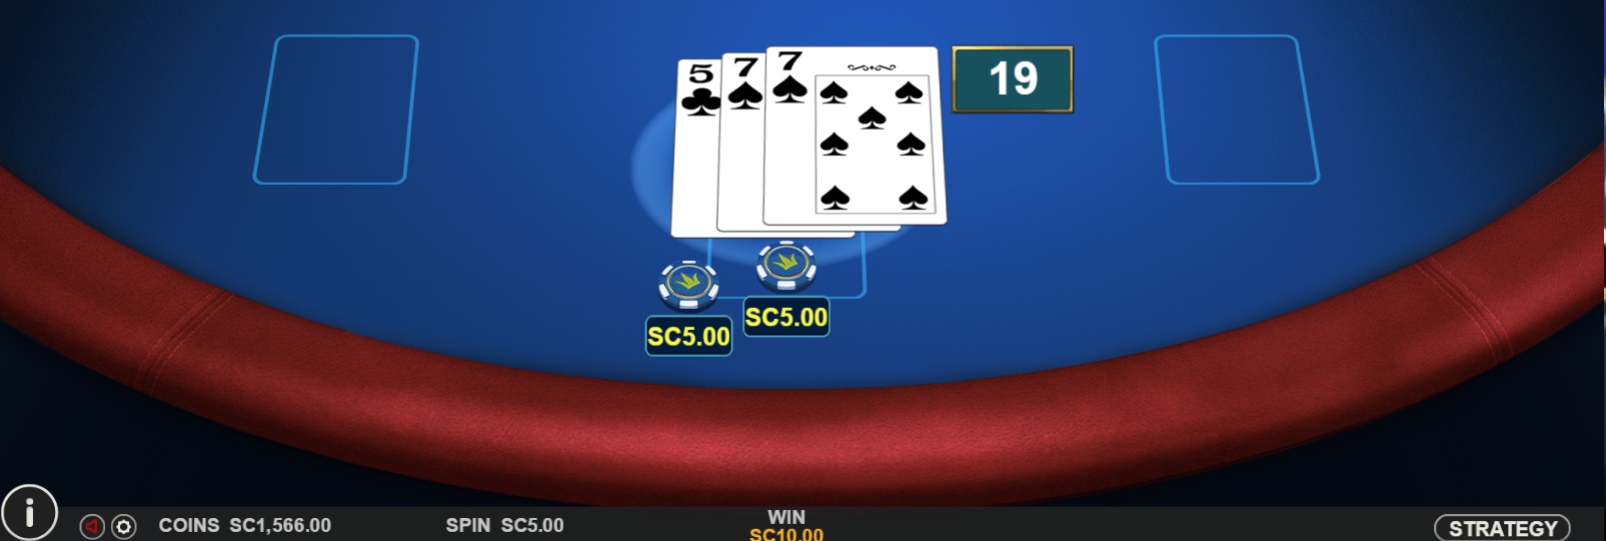 5
7
7
19
SC5.00
SC5.00
i
COINS SC1,566.00
SPIN SC5.00
WIN
SC10.00
STRATEGY